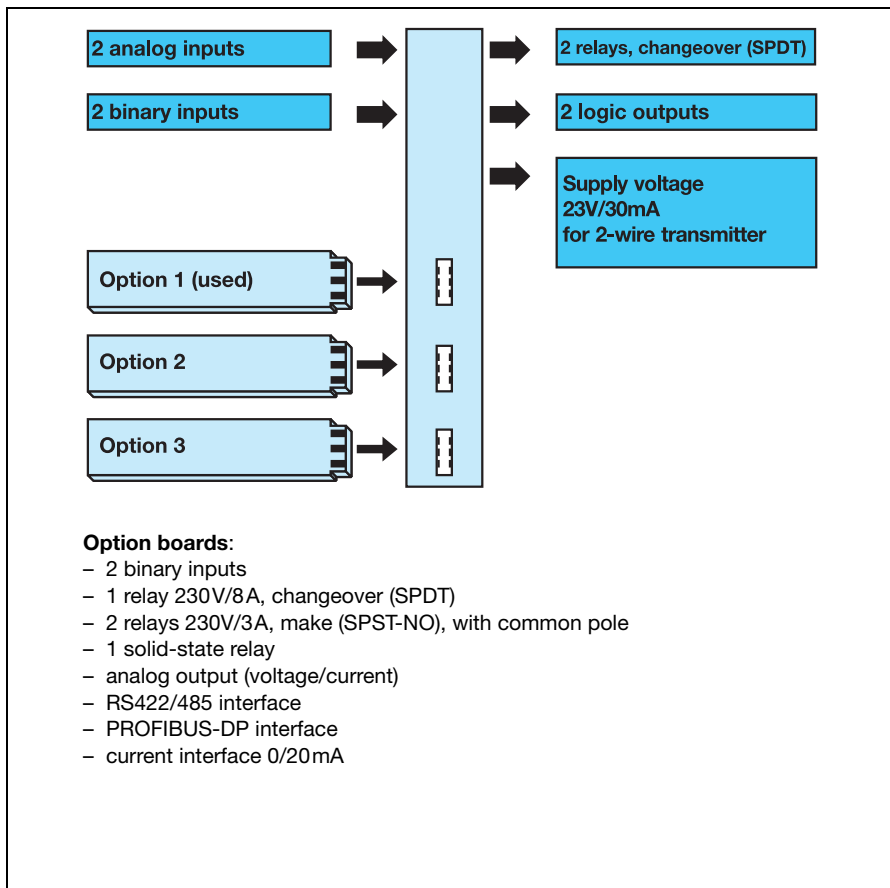 2 analog inputs
2 relays, changeover (SPDT)
2 binary inputs
2 logic outputs
Supply voltage
23V/30mA
for 2-wire transmitter
Option 1 (used)
Option 2
Option 3
Option boards:
– 2 binary inputs
– 1 relay 230V/8A, changeover (SPDT)
– 2 relays 230V/3A, make (SPST-NO), with common pole
– 1 solid-state relay
– analog output (voltage/current)
– RS422/485 interface
– PROFIBUS-DP interface
– current interface 0/20mA